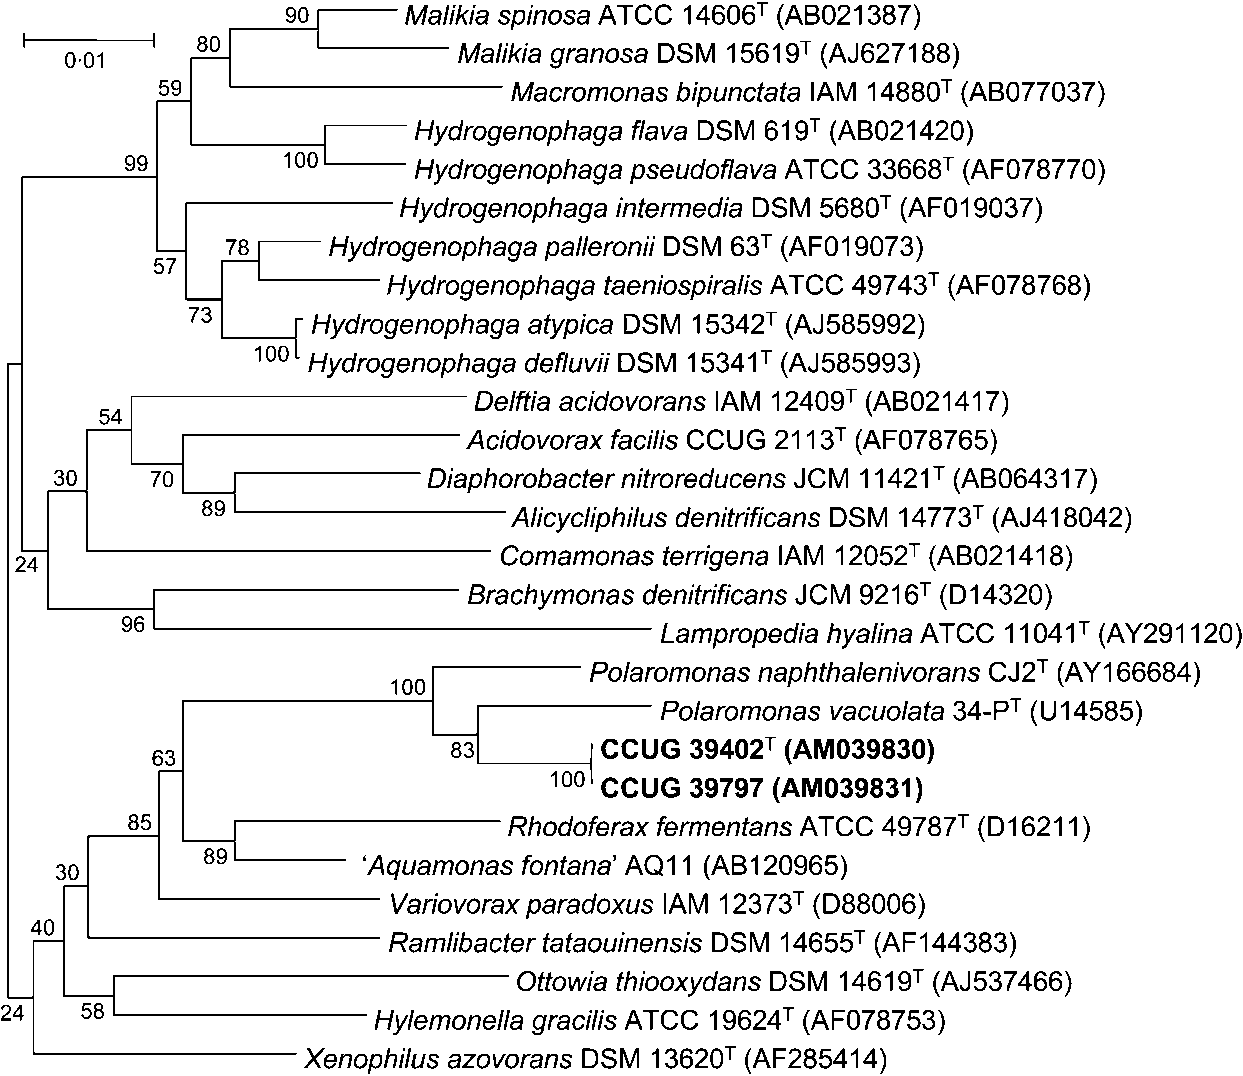 90 Malikia spinosa ATCC 14606ᵀ (AB021387)
0·01
80 Malikia granosa DSM 15619ᵀ (AJ627188)
59 Macromonas bipunctata IAM 14880ᵀ (AB077037)
Hydrogenophaga flava DSM 619ᵀ (AB021420)
99 100 Hydrogenophaga pseudoflava ATCC 33668ᵀ (AF078770)
Hydrogenophaga intermedia DSM 5680ᵀ (AF019037)
78 Hydrogenophaga palleronii DSM 63ᵀ (AF019073)
57
Hydrogenophaga taeniospiralis ATCC 49743ᵀ (AF078768)
73 Hydrogenophaga atypica DSM 15342ᵀ (AJ585992)
100 Hydrogenophaga defluvii DSM 15341ᵀ (AJ585993)
Delftia acidovorans IAM 12409ᵀ (AB021417)
54
Acidovorax facilis CCUG 2113ᵀ (AF078765)
30 70 Diaphorobacter nitroreducens JCM 11421ᵀ (AB064317)
89 Alicycliphilus denitrificans DSM 14773ᵀ (AJ418042)
Comamonas terrigena IAM 12052ᵀ (AB021418)
24
Brachymonas denitrificans JCM 9216ᵀ (D14320)
96 Lampropedia hyalina ATCC 11041ᵀ (AY291120)
Polaromonas naphthalenivorans CJ2ᵀ (AY166684)
100
Polaromonas vacuolata 34-Pᵀ (U14585)
63 83 CCUG 39402ᵀ (AM039830)
100 CCUG 39797 (AM039831)
85 Rhodoferax fermentans ATCC 49787ᵀ (D16211)
89 ‘Aquamonas fontana’ AQ11 (AB120965)
30
Variovorax paradoxus IAM 12373ᵀ (D88006)
40 Ramlibacter tataouinensis DSM 14655ᵀ (AF144383)
Ottowia thiooxydans DSM 14619ᵀ (AJ537466)
24 58 Hylemonella gracilis ATCC 19624ᵀ (AF078753)
Xenophilus azovorans DSM 13620ᵀ (AF285414)